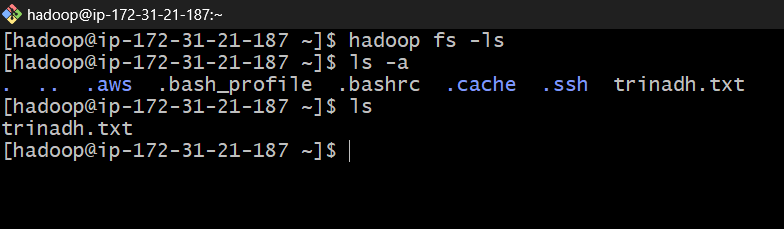 hadoop@ip-172-31-21-187:~
[hadoop@ip-172-31-21-187 ~]$ hadoop fs -ls
[hadoop@ip-172-31-21-187 ~]$ ls -a
.  ..  .aws  .bash_profile  .bashrc  .cache  .ssh  trinadh.txt
[hadoop@ip-172-31-21-187 ~]$ ls
trinadh.txt
[hadoop@ip-172-31-21-187 ~]$